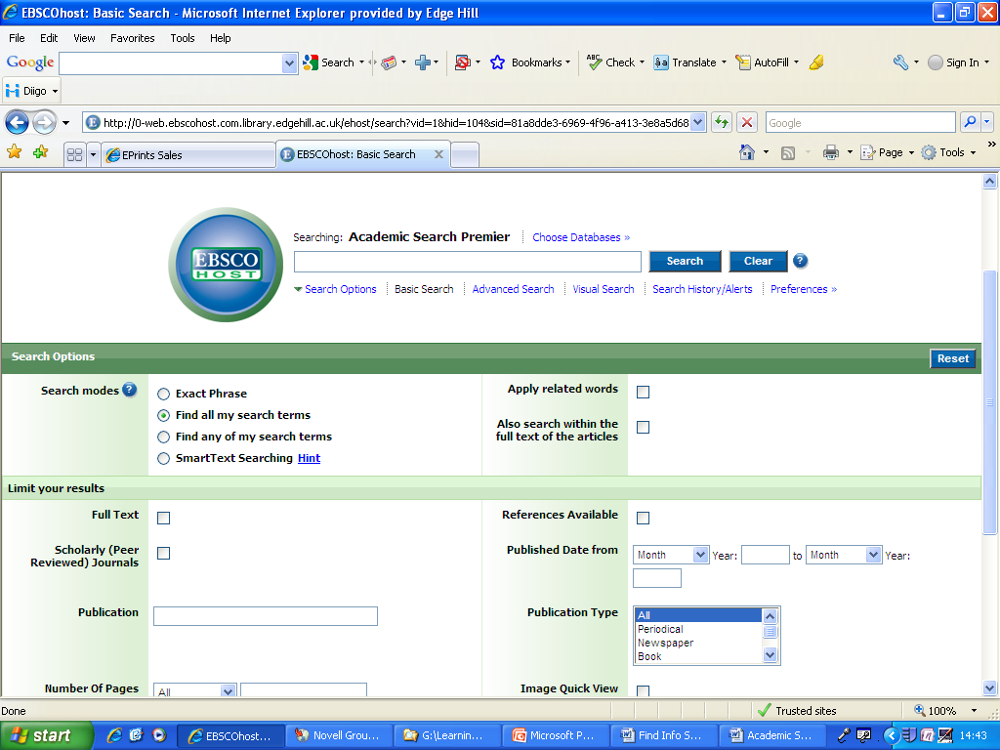 EBSCOhost: Basic Search - Microsoft Internet Explorer provided by Edge Hill
File Edit View Favorites Tools Help
Google Search Bookmarks ABC Check Translate AutoFill Sign In
Diigo
http://0-web.ebscohost.com.library.edgehill.ac.uk/ehost/search?vid=1&hid=104&sid=81a8dde3-6969-4f96-a413-3e8a5d68 Google
EPrints Sales EBSCOhost: Basic Search Page Tools »
Searching: Academic Search Premier Choose Databases »
EBSCO
HOST
Search Clear ?
Search Options Basic Search Advanced Search Visual Search Search History/Alerts Preferences »
Search Options Reset
Search modes ? Exact Phrase Apply related words
Find all my search terms
Also search within the
full text of the articles
Find any of my search terms
SmartText Searching Hint
Limit your results
Full Text References Available
Scholarly (Peer
Reviewed) Journals
Published Date from Month Year: to Month Year:
Publication Publication Type All
Periodical
Newspaper
Book
Number Of Pages All Image Quick View
Done Trusted sites 100%
start EBSCOhost... Novell Grou... G:\Learnin... Microsoft P... Find Info S... Academic S... 14:43